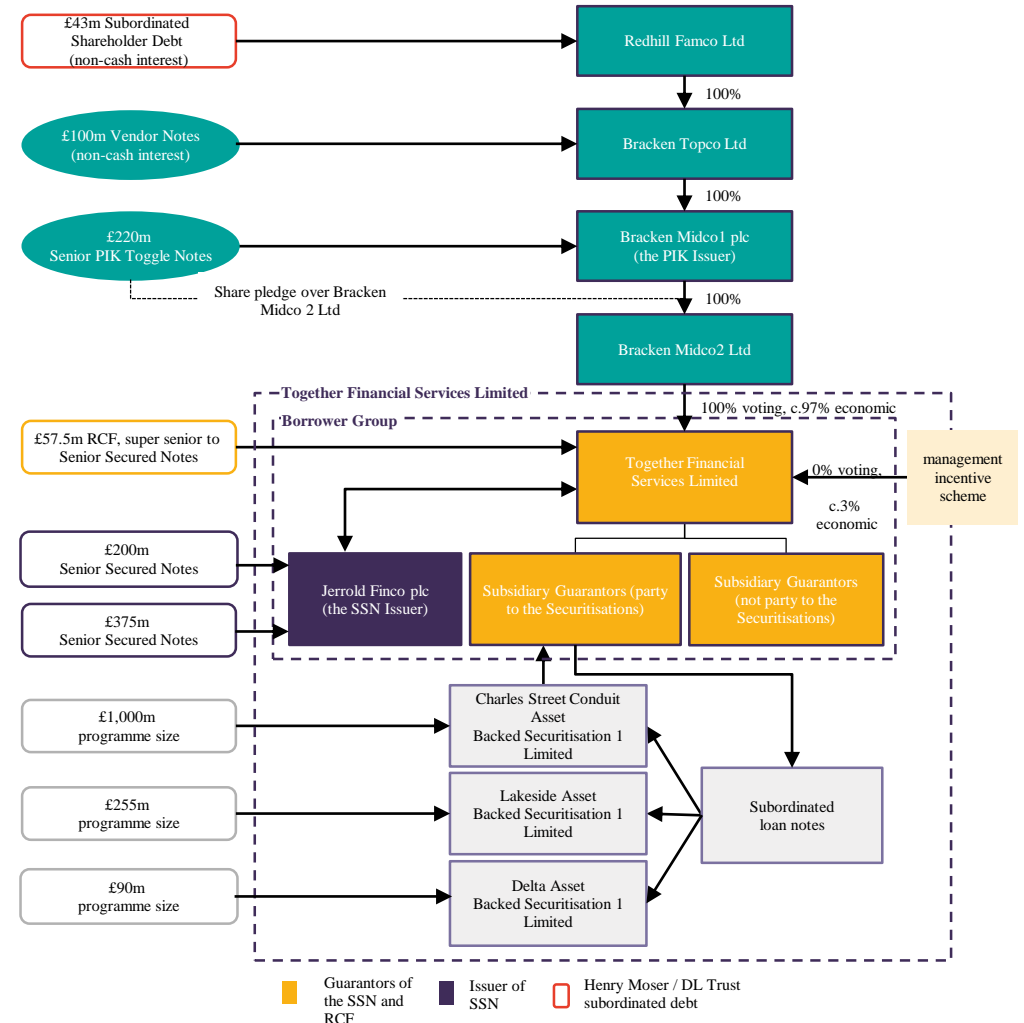 £43m Subordinated
Shareholder Debt
(non-cash interest)
Redhill Famco Ltd
100%
£100m Vendor Notes
(non-cash interest)
Bracken Topco Ltd
100%
£220m
Senior PIK Toggle Notes
Bracken Midco1 plc
(the PIK Issuer)
Share pledge over Bracken
Midco 2 Ltd
100%
Bracken Midco2 Ltd
Together Financial Services Limited
100% voting, c.97% economic
Borrower Group
£57.5m RCF, super senior to
Senior Secured Notes
Together Financial
Services Limited
0% voting,
c.3%
economic
management
incentive
scheme
£200m
Senior Secured Notes
£375m
Senior Secured Notes
Jerrold Finco plc
(the SSN Issuer)
Subsidiary Guarantors (party
to the Securitisations)
Subsidiary Guarantors
(not party to the
Securitisations)
£1,000m
programme size
Charles Street Conduit
Asset
Backed Securitisation 1
Limited
£255m
programme size
Lakeside Asset
Backed Securitisation 1
Limited
Subordinated
loan notes
£90m
programme size
Delta Asset
Backed Securitisation 1
Limited
Guarantors of
the SSN and
RCF
Issuer of
SSN
Henry Moser / DL Trust
subordinated debt